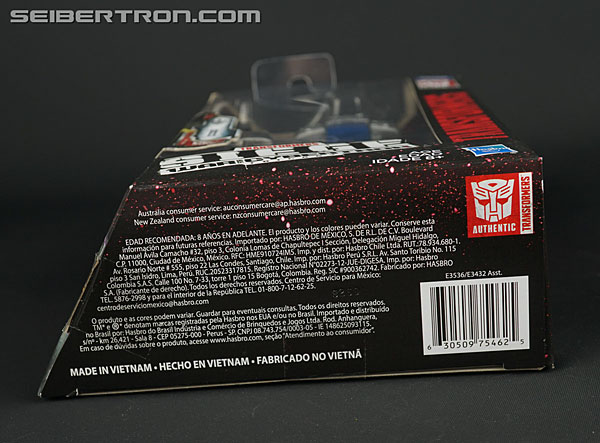 SEIBERTRON.COM
TRANSFORMERS
SIEGE
Hasbro
Australia consumer service: auconsumercare@ap.hasbro.com
New Zealand consumer service: nzconsumercare@hasbro.com
AUTHENTIC
TRANSFORMERS
EDAD RECOMENDADA: 8 AÑOS EN ADELANTE. El producto y los colores pueden variar. Conserve esta
información para futuras referencias. Importado por: HASBRO DE MÉXICO, S. DE R.L. DE C.V. Boulevard
Manuel Ávila Camacho #32, piso 3, Colonia Lomas de Chapultepec I Sección, Delegación Miguel Hidalgo,
C.P. 11000, Ciudad de México, México. RFC: HME910724IM5. Imp. y dist. por: Hasbro Chile Ltda. RUT.:78.934.680-1.
Av. Rosario Norte # 555, piso 22 Las Condes, Santiago, Chile. Imp. por: Hasbro Perú S.R.L. Av. Santo Toribio No. 115
piso 3 San Isidro, Lima, Perú. RUC. 20523317815. Registro Nacional N°02273-12-JUE-DIGESA. Imp. por: Hasbro
Colombia S.A.S. Calle 100 No. 7-33, torre 1 piso 15 Bogotá, Colombia. Reg. SIC #900362742. Fabricado por: HASBRO
S.A. (Fabricante de derecho). Todos los derechos reservados. Centro de Servicio para México:
TEL. 5876-2998 y para el interior de la República TEL. 01-800-7-12-62-25.
centrodeserviciomexico@hasbro.com
O produto e as cores podem variar. Guardar para eventuais consultas. Todos os direitos reservados.
TM* e ®* denotam marcas registradas pela Hasbro nos EUA e/ou no Brasil. Importado e distribuído
no Brasil por: Hasbro do Brasil Indústria e Comércio de Brinquedos e Jogos Ltda. Rod. Anhanguera,
s/nº - km 26,421 - Sala 8 - CEP 05275-000 - Perus - SP. CNPJ 08.743.754/0003-05 - IE 148625093115.
Em caso de dúvidas sobre o produto, acesse www.hasbro.com, seção "Atendimento ao consumidor".
E3536/E3432 Asst.
6 30509 75462 5
MADE IN VIETNAM • HECHO EN VIETNAM • FABRICADO NO VIETNÃ